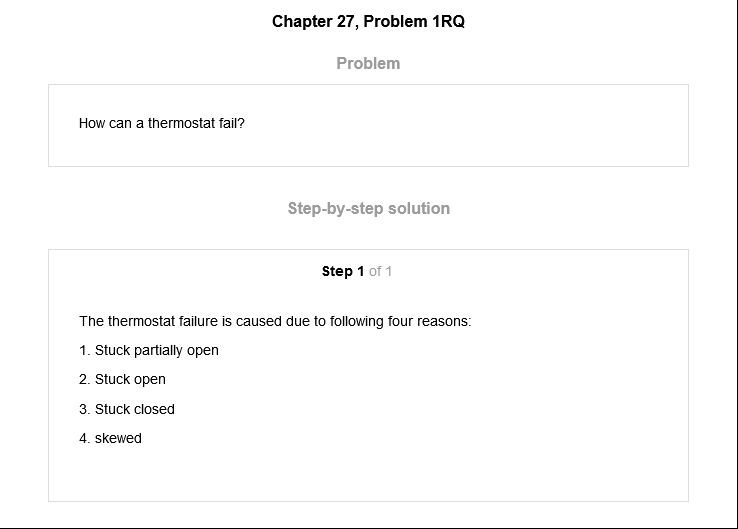 Chapter 27, Problem 1RQ
Problem
How can a thermostat fail?
Step-by-step solution
Step 1 of 1
The thermostat failure is caused due to following four reasons:
1. Stuck partially open
2. Stuck open
3. Stuck closed
4. skewed